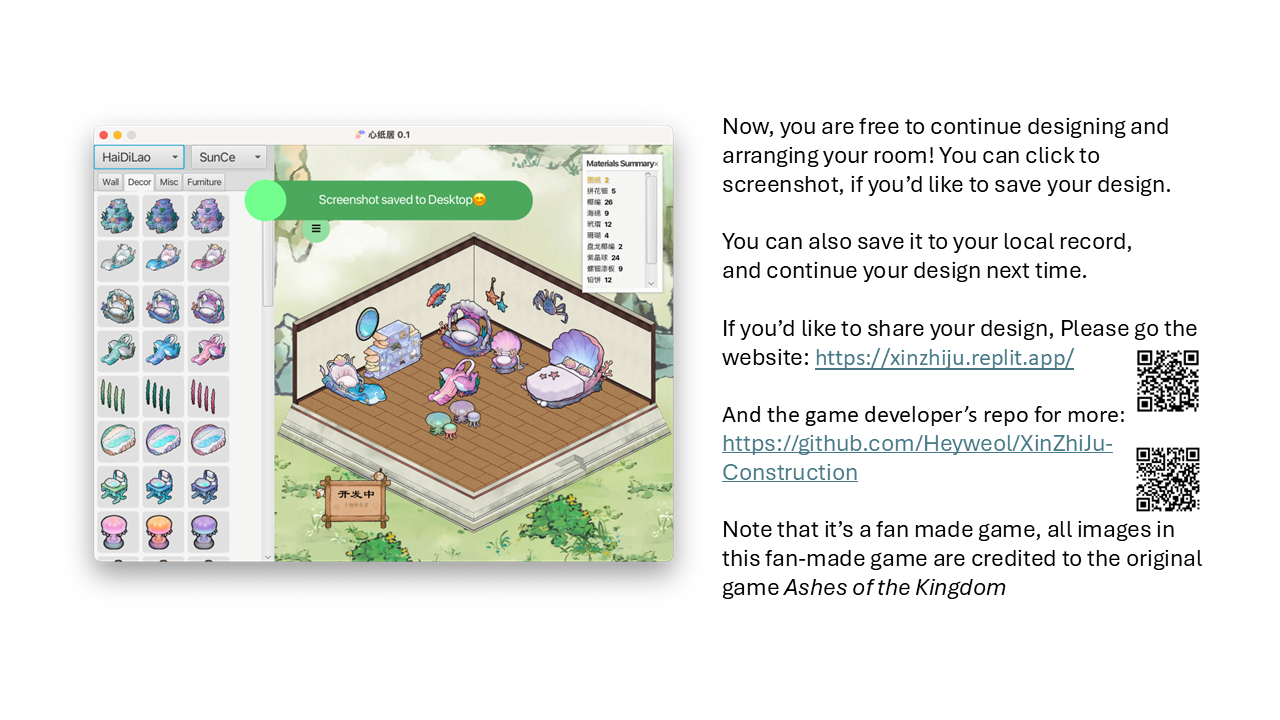 心纸居 0.1
HaiDiLao
SunCe
Wall
Decor
Misc
Furniture
Screenshot saved to Desktop😊
Materials Summary×
图纸 2
拼花钿 5
椰编 26
海绵 9
玳瑁 12
珊瑚 4
盘龙椰编 2
紫晶球 24
螺钿漆板 9
铅饼 12
开发中
Now, you are free to continue designing and
arranging your room! You can click to
screenshot, if you’d like to save your design.
You can also save it to your local record,
and continue your design next time.
If you’d like to share your design, Please go the
website: https://xinzhiju.replit.app/
And the game developer’s repo for more:
https://github.com/Heyweol/XinZhiJu-
Construction
Note that it’s a fan made game, all images in
this fan-made game are credited to the original
game Ashes of the Kingdom